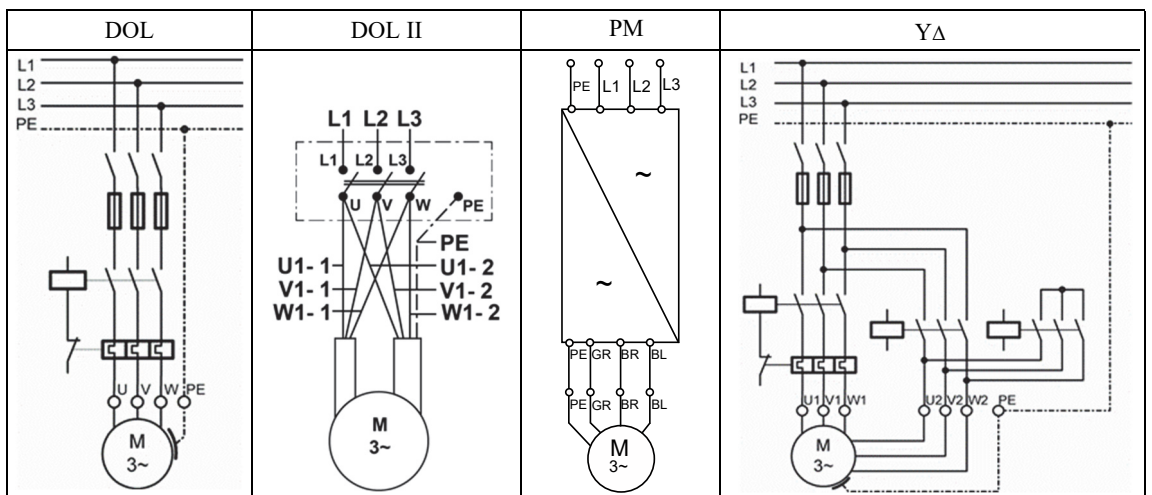 DOL
L1
L2
L3
PE
U V W PE
M
3~
DOL II
L1 L2 L3
L1 L2 L3
U V W PE
PE
U1- 1 U1- 2
V1- 1 V1- 2
W1- 1 W1- 2
M
3~
PM
PE L1 L2 L3
~
~
PE GR BR BL
PE GR BR BL
M
3~
YΔ
L1
L2
L3
PE
U1 V1 W1 U2 V2 W2 PE
M
3~